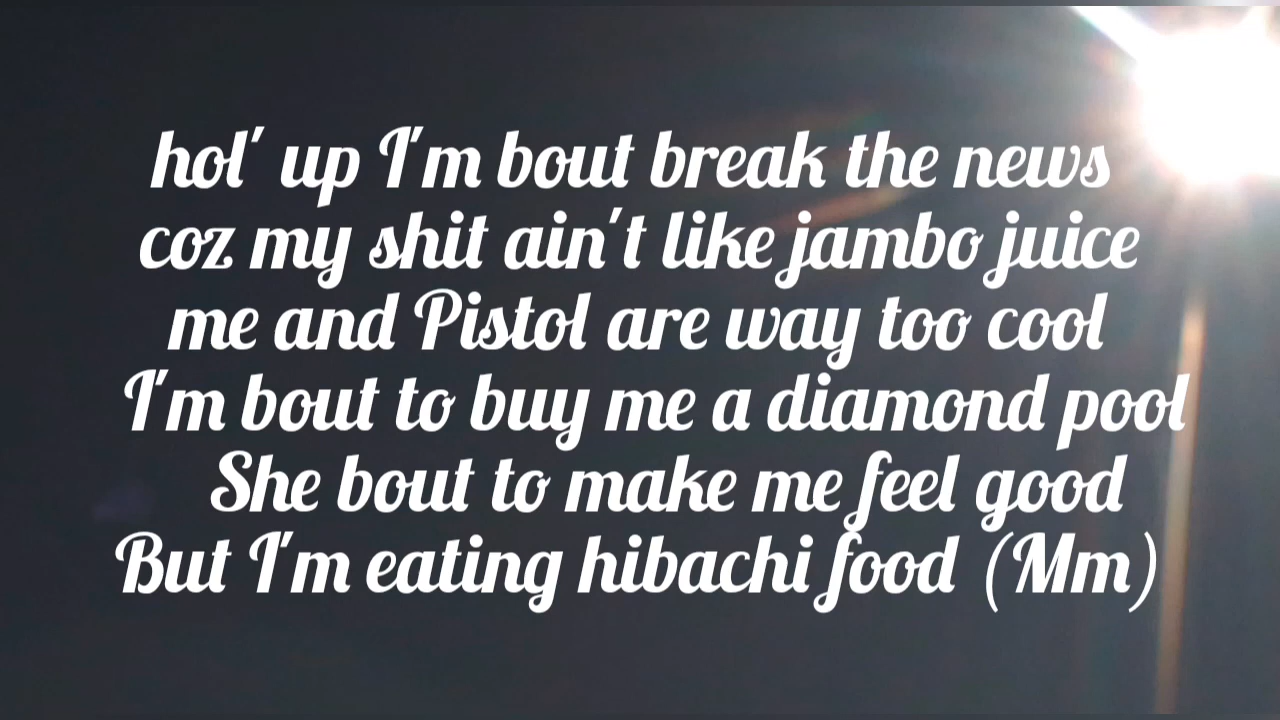 hol' up I'm bout break the news
coz my shit ain't like jambo juice
me and Pistol are way too cool
I'm bout to buy me a diamond pool
She bout to make me feel good
But I'm eating hibachi food (Mm)